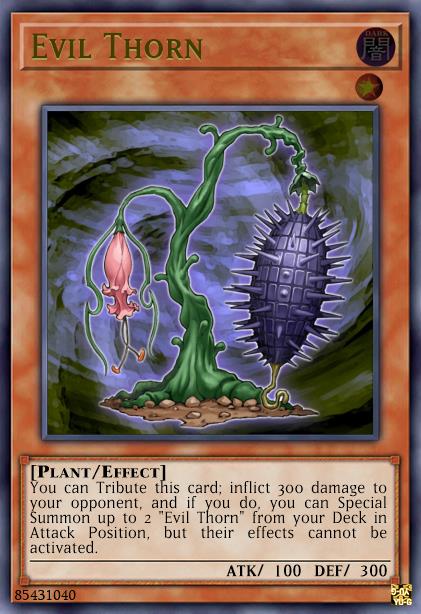 Evil Thorn
DARK
闇
[Plant/Effect]
You can Tribute this card; inflict 300 damage to
your opponent, and if you do, you can Special
Summon up to 2 "Evil Thorn" from your Deck in
Attack Position, but their effects cannot be
activated.
ATK/ 100 DEF/ 300
85431040